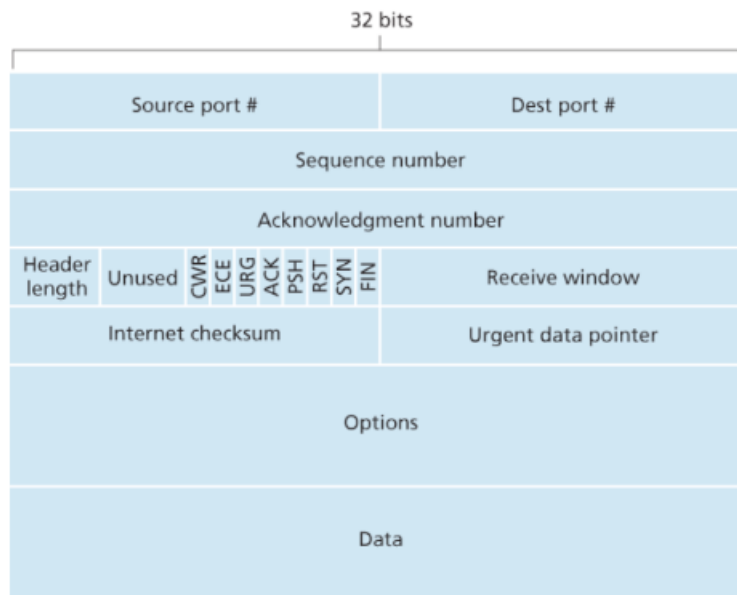 32 bits
Source port # Dest port #
Sequence number
Acknowledgment number
Header length Unused CWR ECE URG ACK PSH RST SYN FIN Receive window
Internet checksum Urgent data pointer
Options
Data